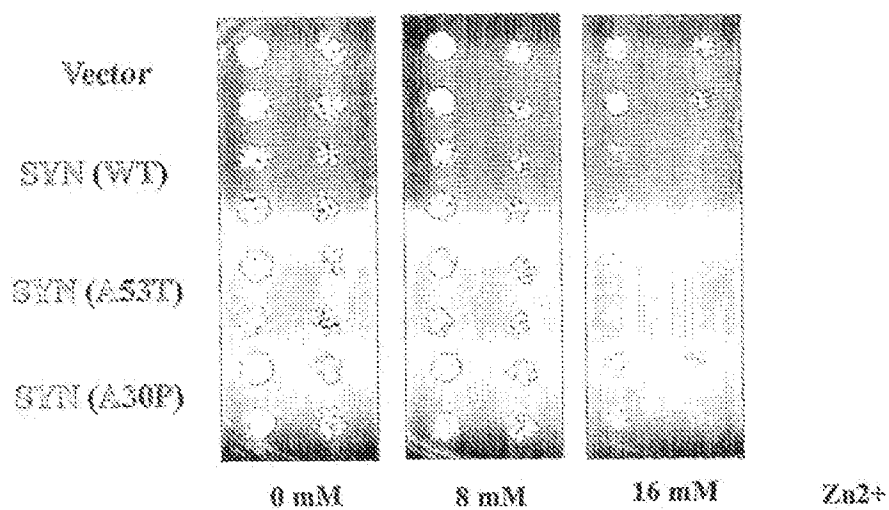 Vector
SYN (WT)
SYN (A53T)
SYN (A30P)
0 mM 8 mM 16 mM Zn2+